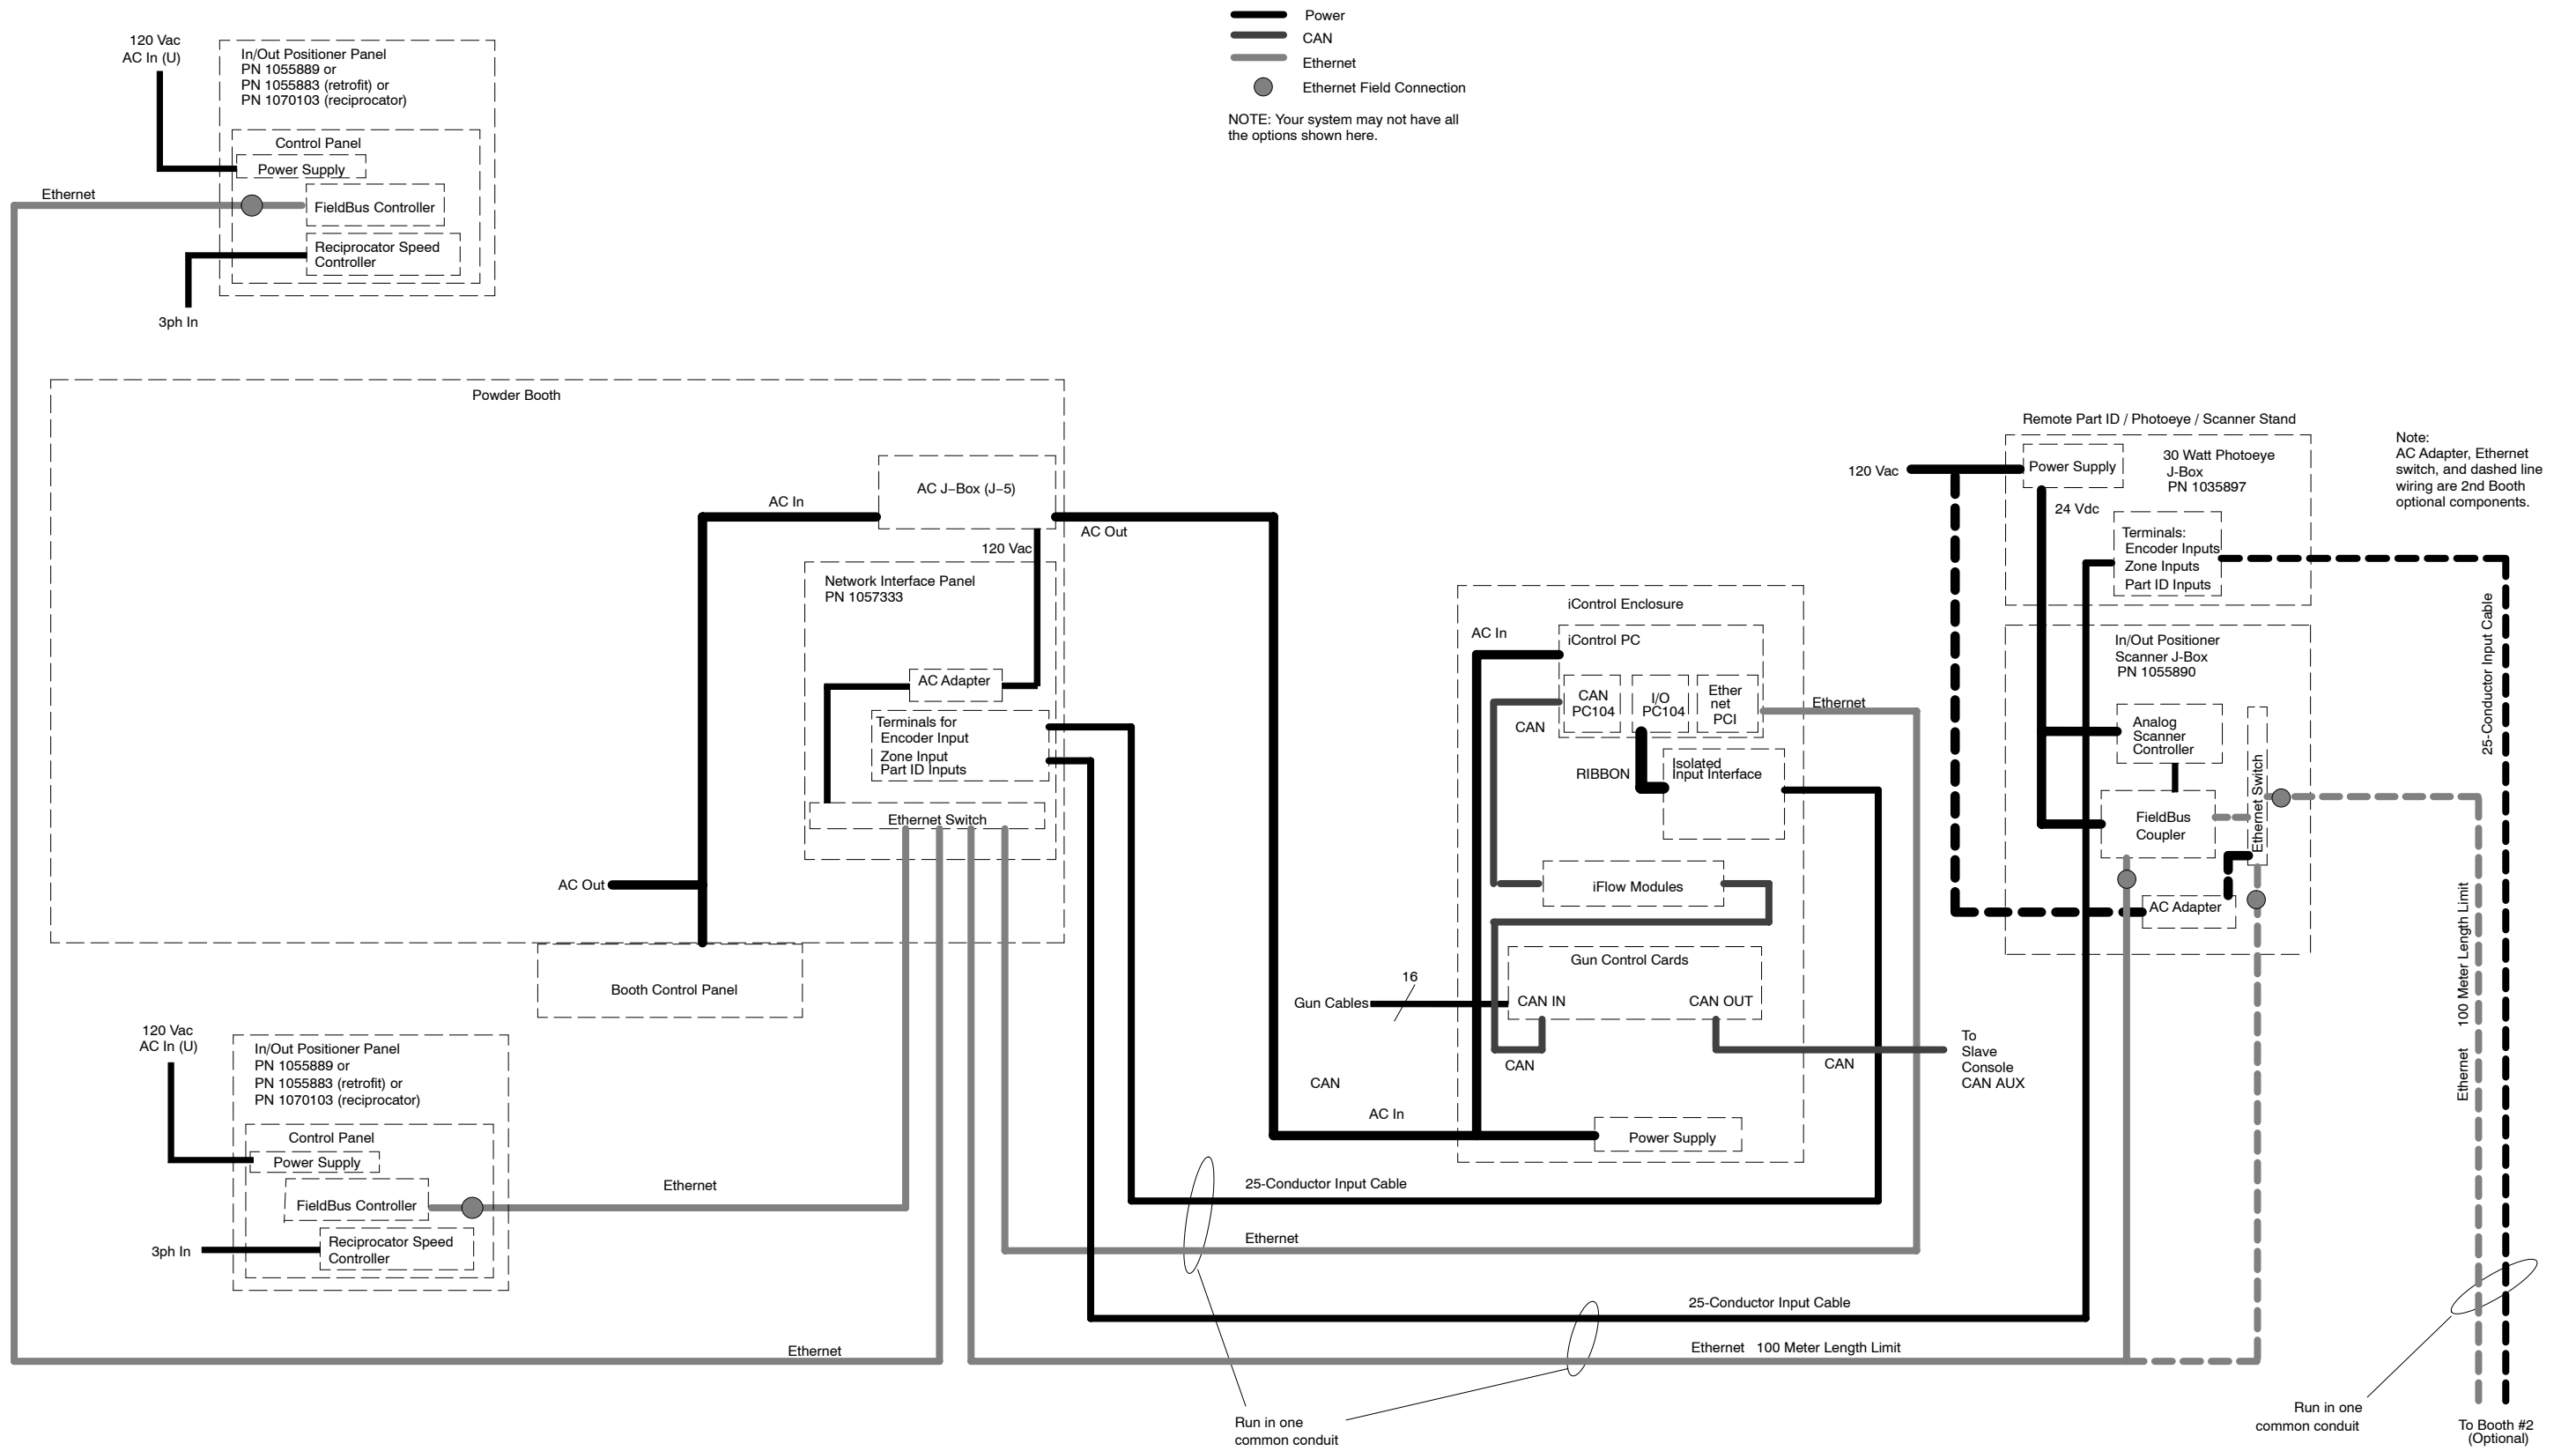 Power
CAN
Ethernet
Ethernet Field Connection
NOTE: Your system may not have all
the options shown here.
120 Vac
AC In (U)
In/Out Positioner Panel
PN 1055889 or
PN 1055883 (retrofit) or
PN 1070103 (reciprocator)
Control Panel
Power Supply
Ethernet
FieldBus Controller
Reciprocator Speed
Controller
3ph In
Powder Booth
AC J–Box (J–5)
AC In
AC Out
120 Vac
Network Interface Panel
PN 1057333
AC Adapter
Terminals for
Encoder Input
Zone Input
Part ID Inputs
Ethernet Switch
AC Out
Booth Control Panel
120 Vac
AC In (U)
In/Out Positioner Panel
PN 1055889 or
PN 1055883 (retrofit) or
PN 1070103 (reciprocator)
Control Panel
Power Supply
FieldBus Controller
Reciprocator Speed
Controller
3ph In
Ethernet
Ethernet
iControl Enclosure
AC In
iControl PC
CAN
PC104
I/O
PC104
Ether
net
PCI
Ethernet
CAN
RIBBON
Isolated
Input Interface
iFlow Modules
Gun Control Cards
16
Gun Cables
CAN IN
CAN OUT
CAN
CAN
CAN
To
Slave
Console
CAN AUX
AC In
Power Supply
25-Conductor Input Cable
Ethernet
25-Conductor Input Cable
Ethernet 100 Meter Length Limit
Run in one
common conduit
Remote Part ID / Photoeye / Scanner Stand
120 Vac
Power Supply
30 Watt Photoeye
J-Box
PN 1035897
24 Vdc
Terminals:
Encoder Inputs
Zone Inputs
Part ID Inputs
In/Out Positioner
Scanner J-Box
PN 1055890
Analog
Scanner
Controller
FieldBus
Coupler
Ethernet Switch
AC Adapter
Note:
AC Adapter, Ethernet
switch, and dashed line
wiring are 2nd Booth
optional components.
25-Conductor Input Cable
Ethernet 100 Meter Length Limit
Run in one
common conduit
To Booth #2
(Optional)